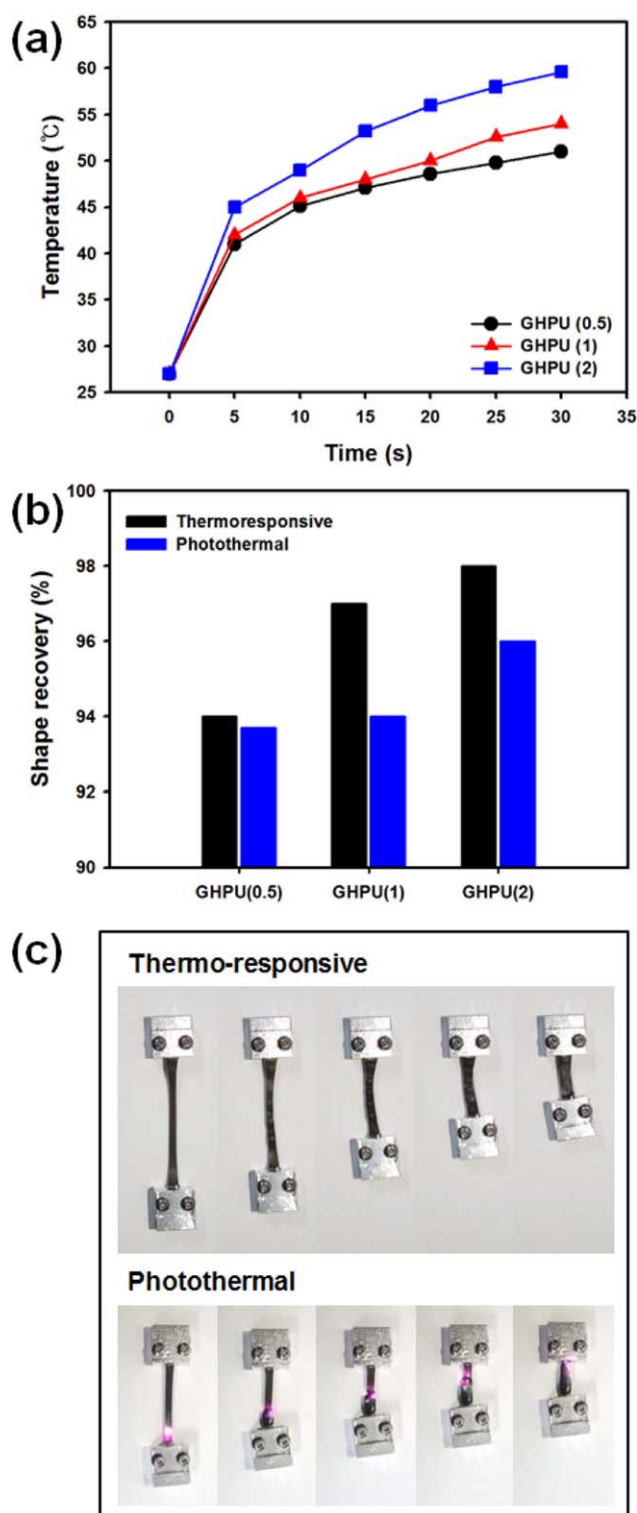 (a)
65
60
55
50
45
40
35
30
25
Temperature (℃)
GHPU (0.5)
GHPU (1)
GHPU (2)
0 5 10 15 20 25 30 35
Time (s)
(b)
100
98
96
94
92
90
Shape recovery (%)
Thermoresponsive
Photothermal
GHPU(0.5) GHPU(1) GHPU(2)
(c)
Thermo-responsive
Photothermal